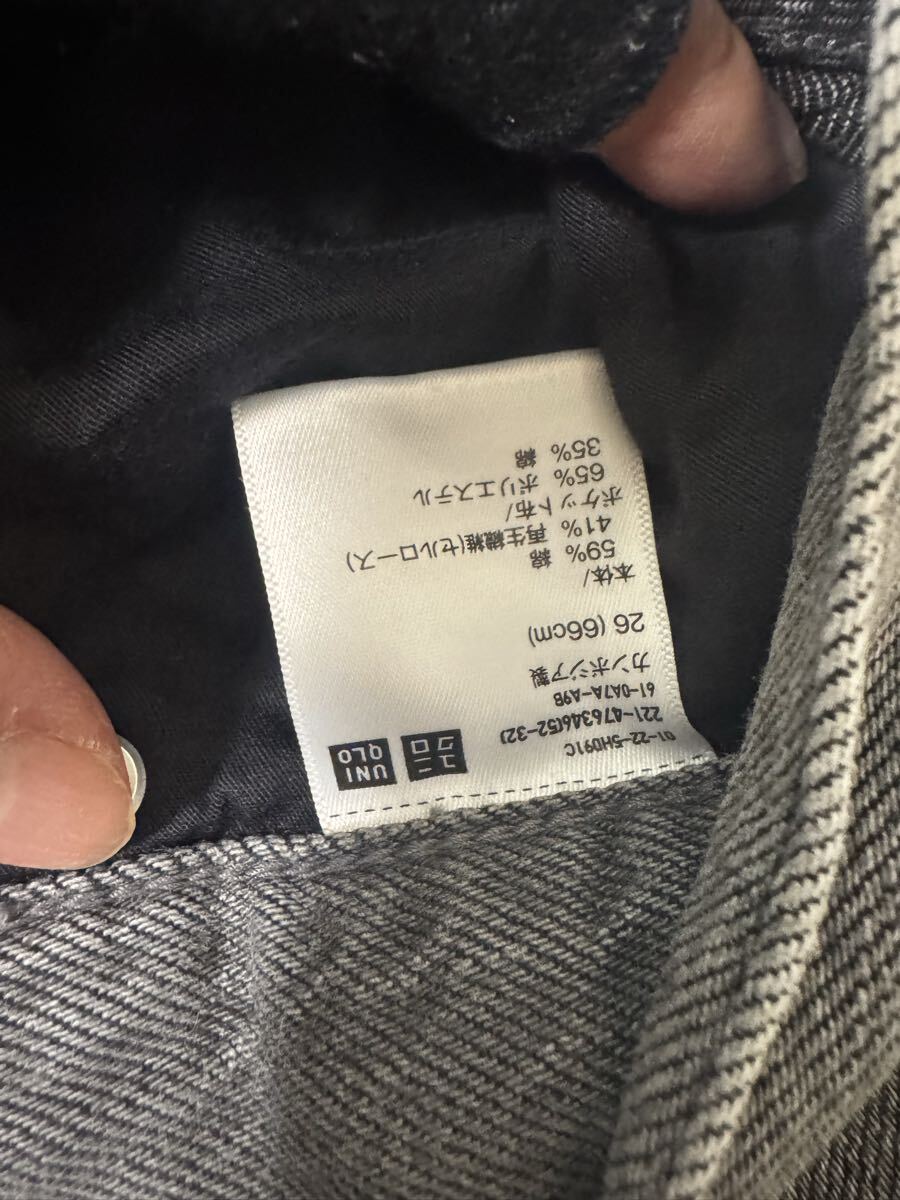 ユニ
クロ
UNI
QLO
01-22-5H091C
221-476346(52-32)
61-0A7A-A9B
カンボジア製
26 (66cm)
本体/
59% 綿
41% 再生繊維(セルロース)
ポケット布/
65% ポリエステル
35% 綿